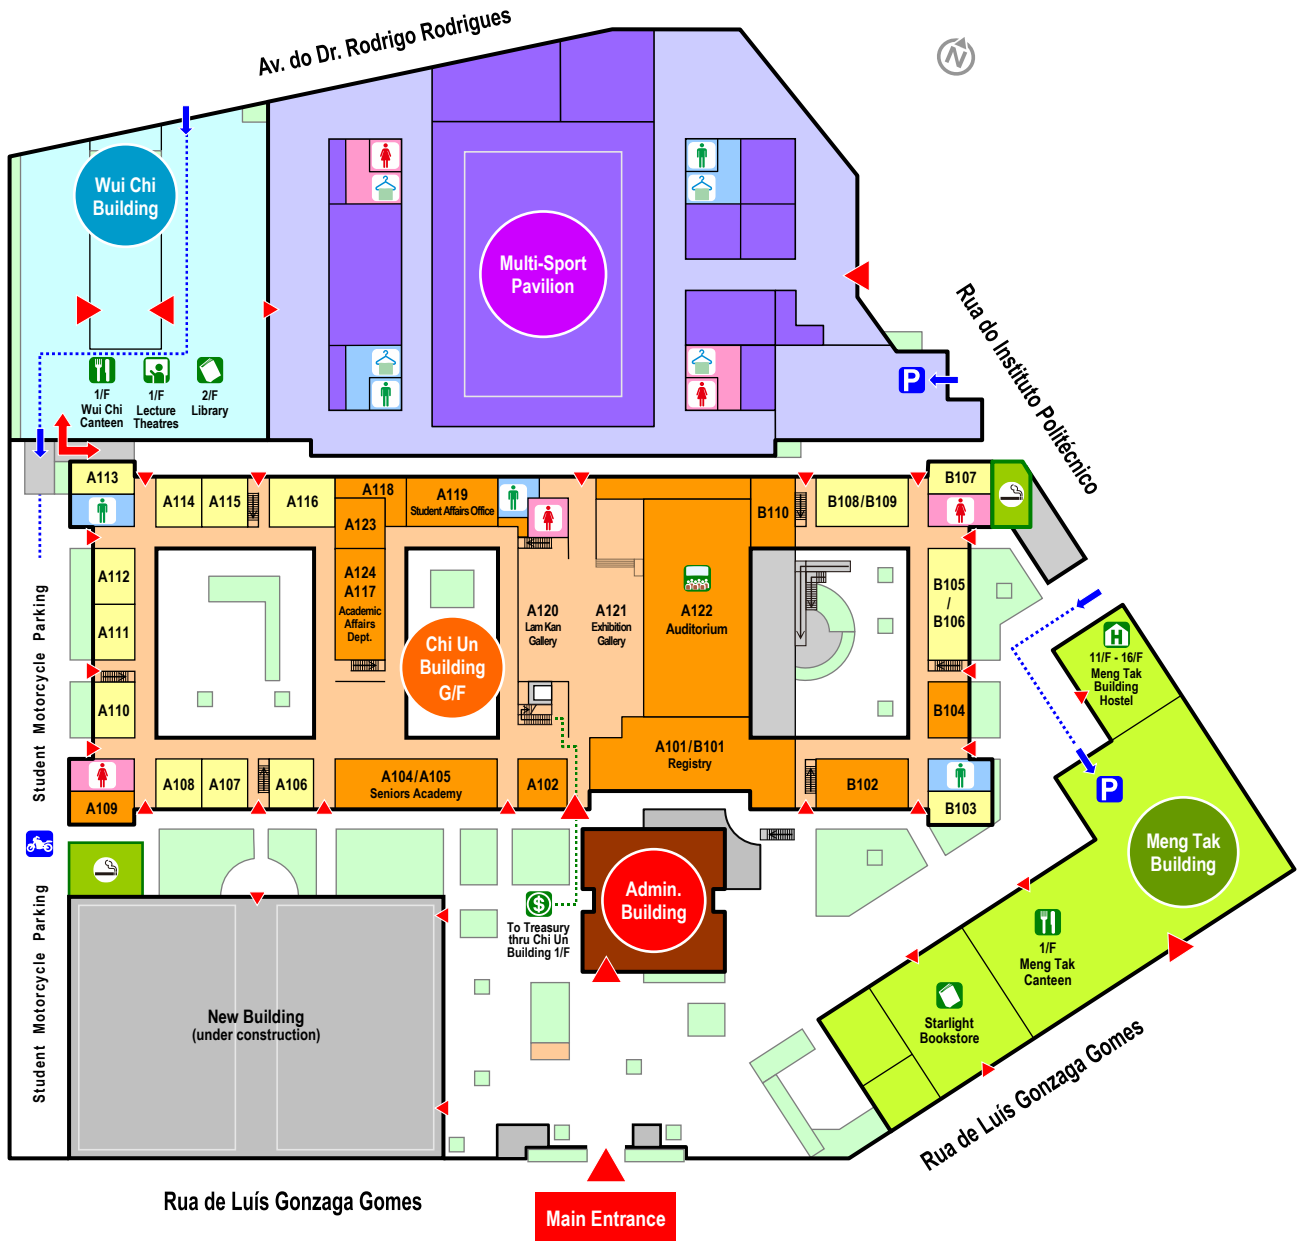 Av. do Dr. Rodrigo Rodrigues
N
Wui Chi
Building
Multi-Sport
Pavilion
Rua do Instituto Politécnico
P
1/F
Wui Chi
Canteen
1/F
Lecture
Theatres
2/F
Library
A113
A114
A115
A116
A118
A119
Student Affairs Office
A123
B110
B108/B109
B107
A112
A111
A110
A124
A117
Academic
Affairs
Dept.
A120
Lam Kan
Gallery
A121
Exhibition
Gallery
A122
Auditorium
B105
/
B106
B104
Chi Un
Building
G/F
A101/B101
Registry
A109
A108
A107
A106
A104/A105
Seniors Academy
A102
B102
B103
Student Motorcycle Parking
Student Motorcycle Parking
H
11/F - 16/F
Meng Tak
Building
Hostel
P
Meng Tak
Building
Admin.
Building
$
To Treasury
thru Chi Un
Building 1/F
1/F
Meng Tak
Canteen
Starlight
Bookstore
New Building
(under construction)
Rua de Luís Gonzaga Gomes
Rua de Luís Gonzaga Gomes
Main Entrance